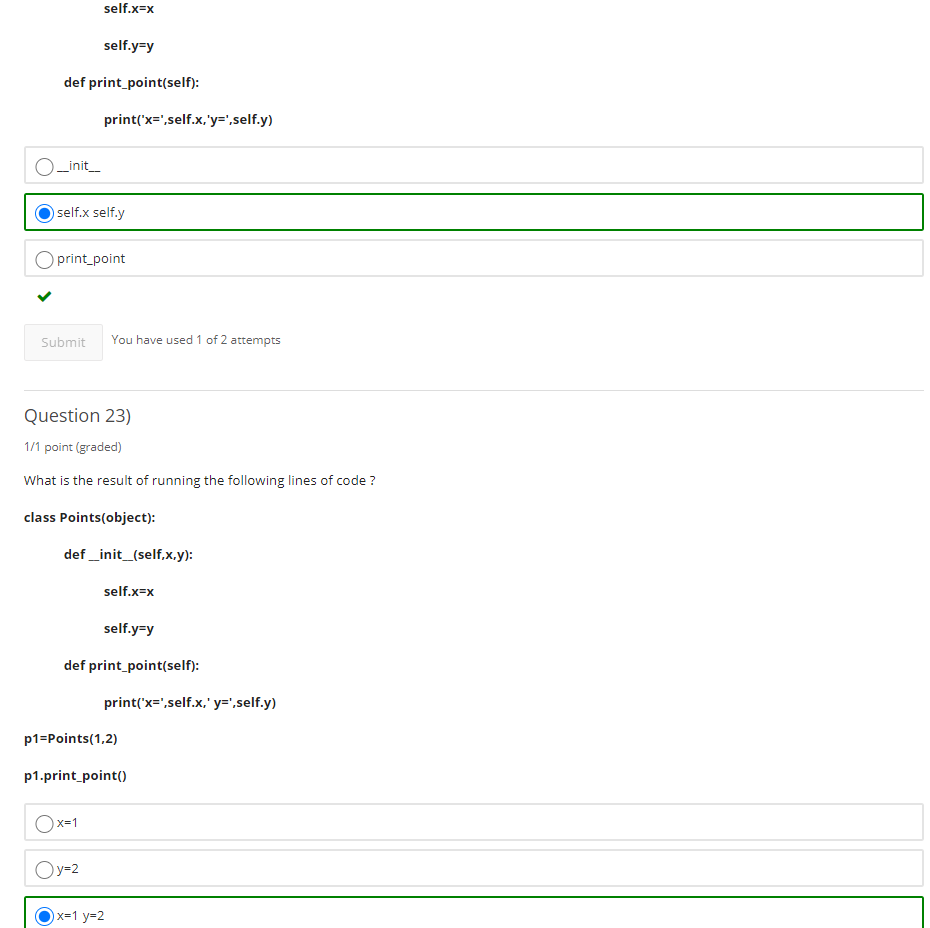 self.x=x
self.y=y
def print_point(self):
print('x=',self.x,'y=',self.y)
__init__
self.x self.y
print_point
Submit
You have used 1 of 2 attempts
Question 23)
1/1 point (graded)
What is the result of running the following lines of code ?
class Points(object):
def __init__(self,x,y):
self.x=x
self.y=y
def print_point(self):
print('x=',self.x,' y=',self.y)
p1=Points(1,2)
p1.print_point()
x=1
y=2
x=1 y=2